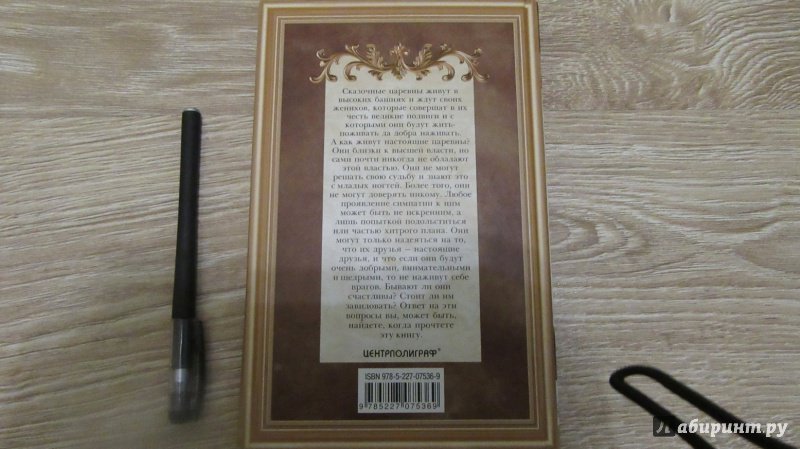 Сказочные царевны живут в
высоких башнях и ждут своих
женихов, которые совершат в их
честь великие подвиги и с
которыми они будут жить-
поживать да добра наживать.
А как живут настоящие царевны?
Они близки к высшей власти, но
сами почти никогда не обладают
этой властью. Они не могут
решать свою судьбу и знают это
с младых ногтей. Более того, они
не могут доверять никому. Любое
проявление симпатии к ним
может быть не искренним, а
лишь попыткой подольститься
или частью хитрого плана. Они
могут только надеяться на то,
что их друзья – настоящие
друзья, и что если они будут
очень добрыми, внимательными
и щедрыми, то не наживут себе
врагов. Бывают ли они
счастливы? Стоит ли им
завидовать? Ответ на эти
вопросы вы, может быть,
найдете, когда прочтете
эту книгу.
ЦЕНТРПОЛИГРАФ®
ISBN 978-5-227-07536-9
9 785227 075369
Лабиринт.ру